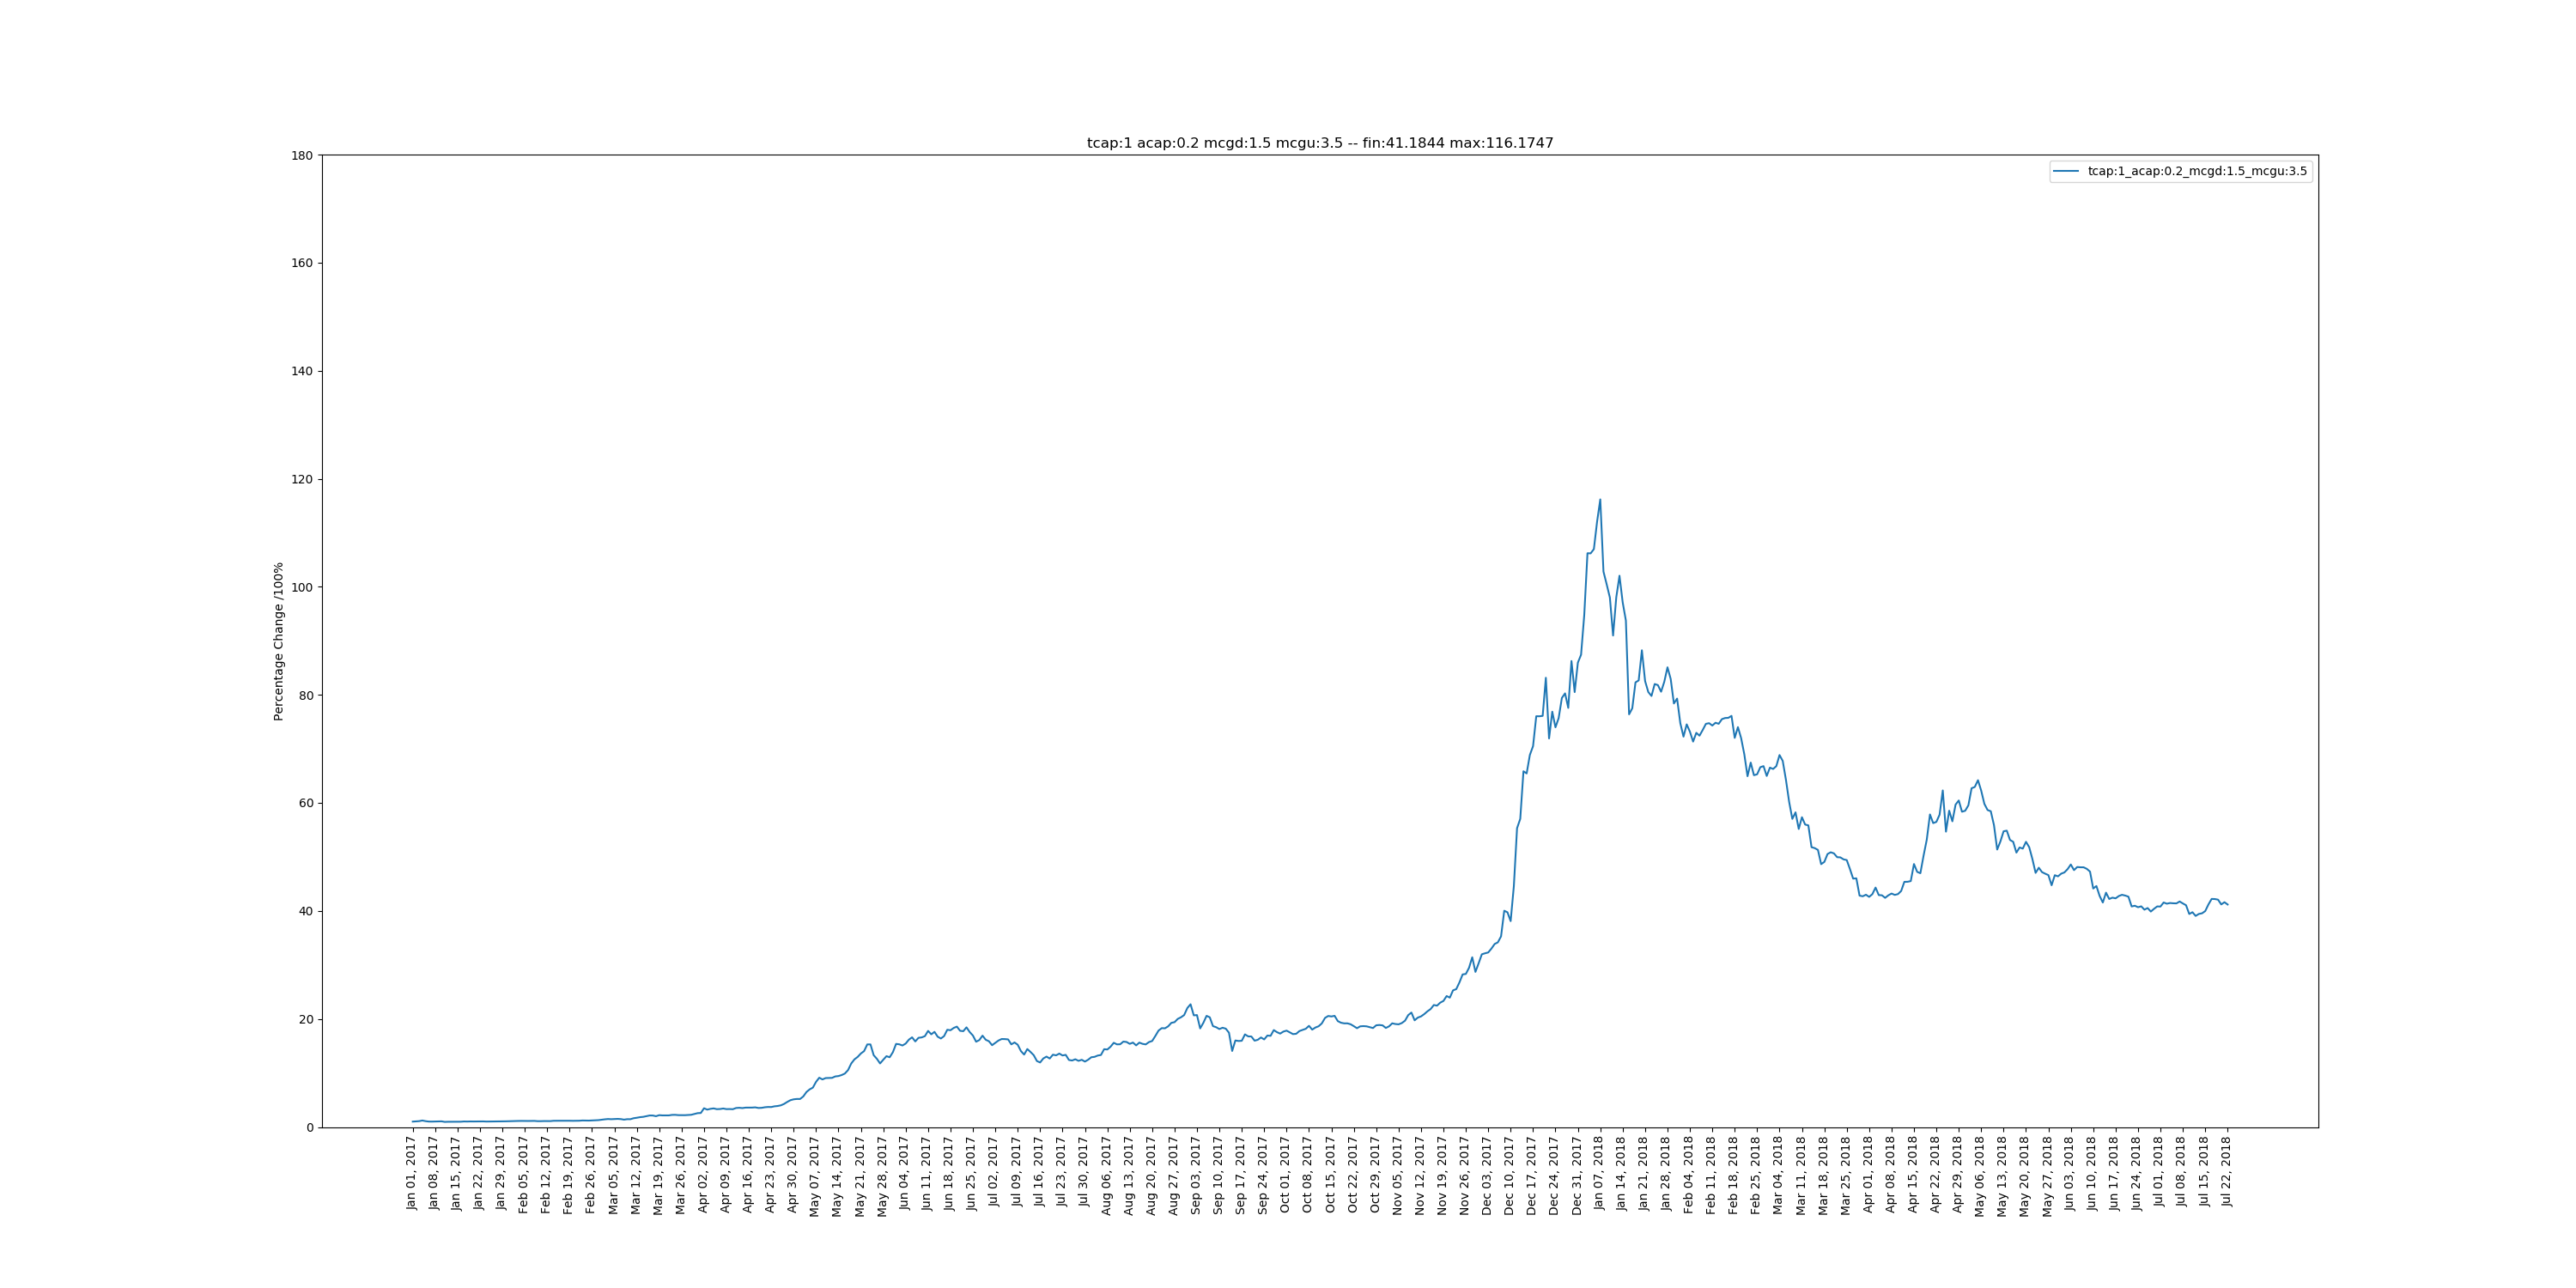 tcap:1 acap:0.2 mcgd:1.5 mcgu:3.5 -- fin:41.1844 max:116.1747
tcap:1_acap:0.2_mcgd:1.5_mcgu:3.5
Percentage Change /100%
180
160
140
120
100
80
60
40
20
0
Jan 01, 2017
Jan 08, 2017
Jan 15, 2017
Jan 22, 2017
Jan 29, 2017
Feb 05, 2017
Feb 12, 2017
Feb 19, 2017
Feb 26, 2017
Mar 05, 2017
Mar 12, 2017
Mar 19, 2017
Mar 26, 2017
Apr 02, 2017
Apr 09, 2017
Apr 16, 2017
Apr 23, 2017
Apr 30, 2017
May 07, 2017
May 14, 2017
May 21, 2017
May 28, 2017
Jun 04, 2017
Jun 11, 2017
Jun 18, 2017
Jun 25, 2017
Jul 02, 2017
Jul 09, 2017
Jul 16, 2017
Jul 23, 2017
Jul 30, 2017
Aug 06, 2017
Aug 13, 2017
Aug 20, 2017
Aug 27, 2017
Sep 03, 2017
Sep 10, 2017
Sep 17, 2017
Sep 24, 2017
Oct 01, 2017
Oct 08, 2017
Oct 15, 2017
Oct 22, 2017
Oct 29, 2017
Nov 05, 2017
Nov 12, 2017
Nov 19, 2017
Nov 26, 2017
Dec 03, 2017
Dec 10, 2017
Dec 17, 2017
Dec 24, 2017
Dec 31, 2017
Jan 07, 2018
Jan 14, 2018
Jan 21, 2018
Jan 28, 2018
Feb 04, 2018
Feb 11, 2018
Feb 18, 2018
Feb 25, 2018
Mar 04, 2018
Mar 11, 2018
Mar 18, 2018
Mar 25, 2018
Apr 01, 2018
Apr 08, 2018
Apr 15, 2018
Apr 22, 2018
Apr 29, 2018
May 06, 2018
May 13, 2018
May 20, 2018
May 27, 2018
Jun 03, 2018
Jun 10, 2018
Jun 17, 2018
Jun 24, 2018
Jul 01, 2018
Jul 08, 2018
Jul 15, 2018
Jul 22, 2018